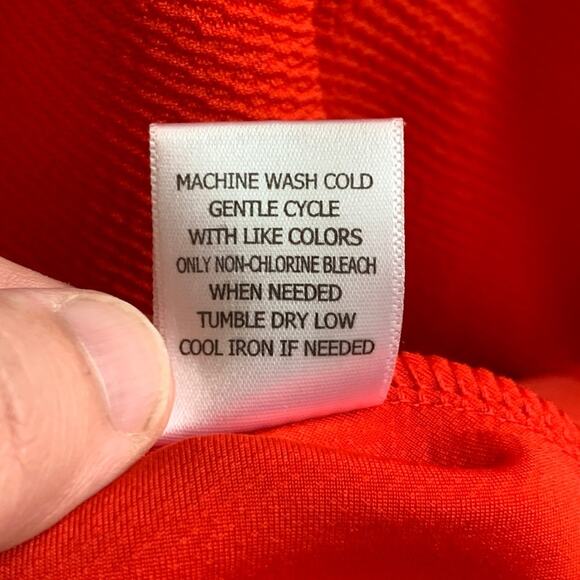 MACHINE WASH COLD
GENTLE CYCLE
WITH LIKE COLORS
ONLY NON-CHLORINE BLEACH
WHEN NEEDED
TUMBLE DRY LOW
COOL IRON IF NEEDED